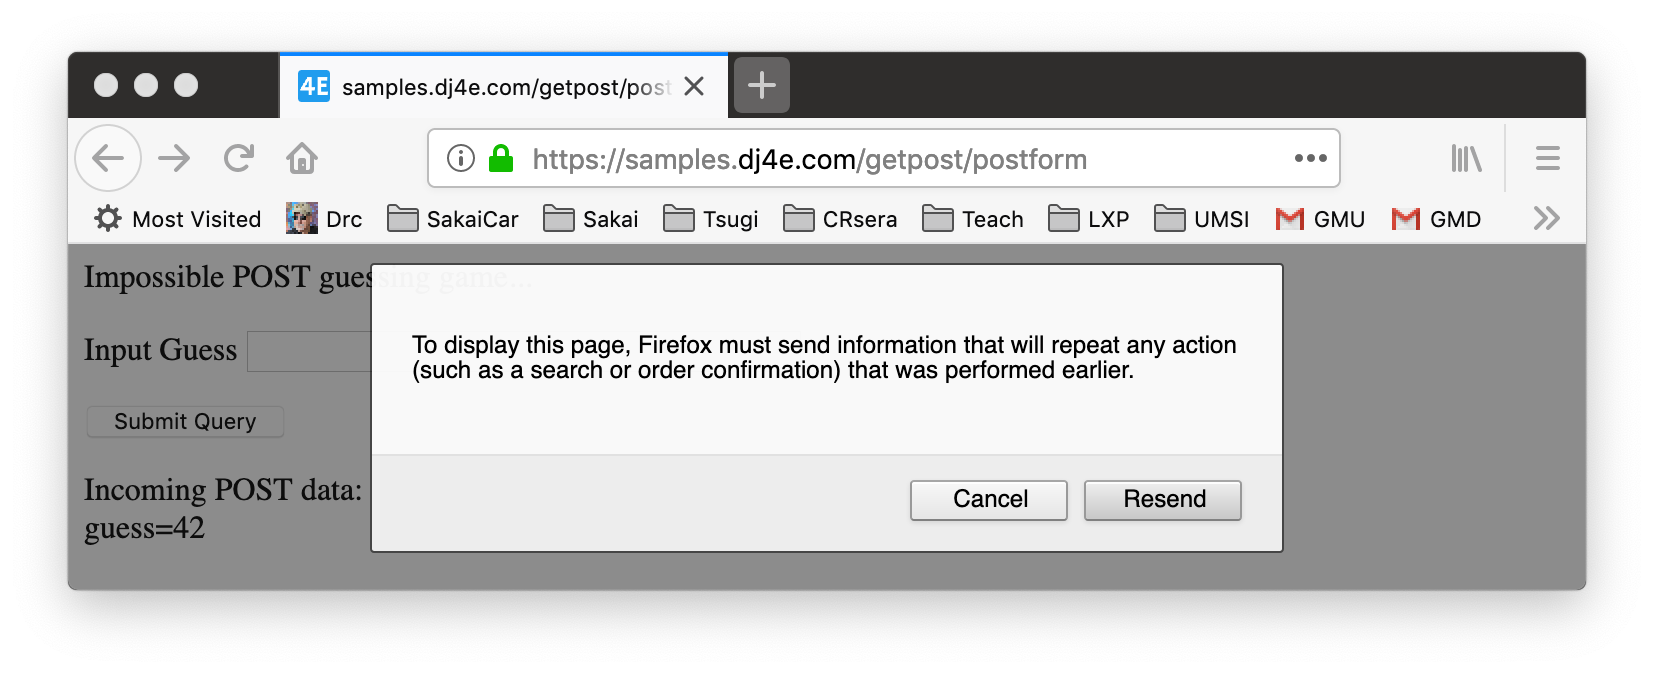 4E samples.dj4e.com/getpost/post
https://samples.dj4e.com/getpost/postform
Most Visited Drc SakaiCar Sakai Tsugi CRsera Teach LXP UMSI GMU GMD
Impossible POST guessing game...
To display this page, Firefox must send information that will repeat any action
(such as a search or order confirmation) that was performed earlier.
Input Guess
Submit Query
Cancel Resend
Incoming POST data:
guess=42